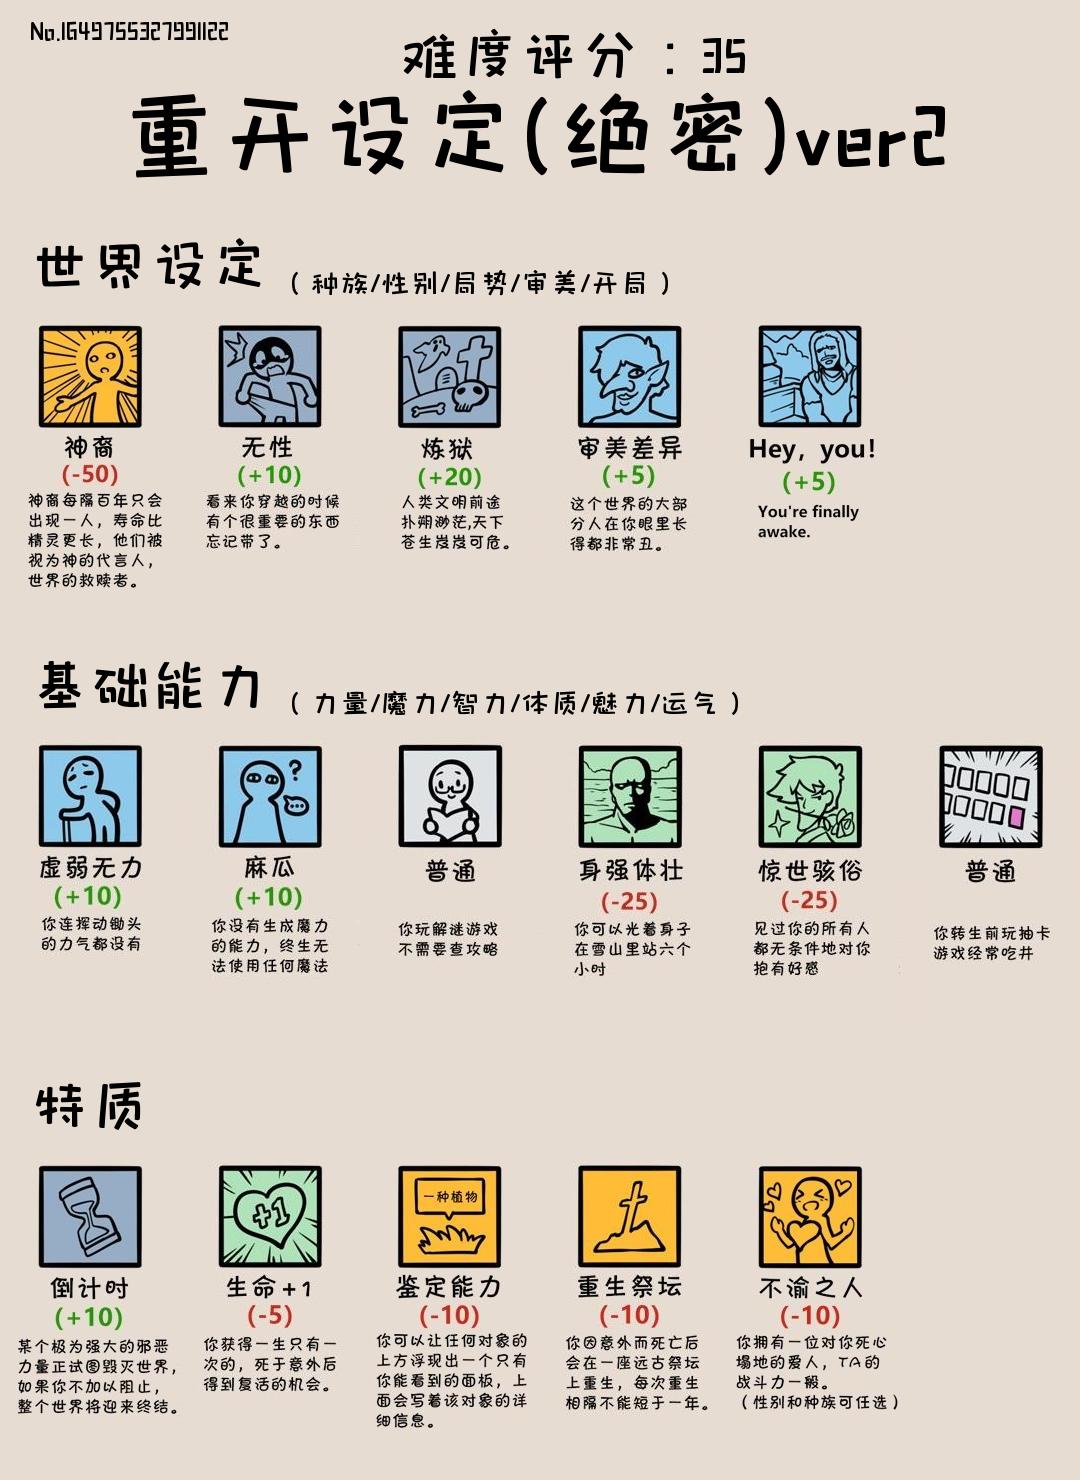 No.1649755327991122
难度评分：35
重开设定(绝密)ver2
世界设定 (种族/性别/局势/审美/开局)
神裔
(-50)
神裔每隔百年只会
出现一人，寿命比
精灵更长，他们被
视为神的代言人，
世界的救赎者。
无性
(+10)
看来你穿越的时候
有个很重要的东西
忘记带了。
炼狱
(+20)
人类文明前途
扑朔渺茫,天下
苍生岌岌可危。
审美差异
(+5)
这个世界的大部
分人在你眼里长
得都非常丑。
Hey, you!
(+5)
You're finally
awake.
基础能力 (力量/魔力/智力/体质/魅力/运气)
虚弱无力
(+10)
你连挥动锄头
的力气都没有
?
麻瓜
(+10)
你没有生成魔力
的能力，终生无
法使用任何魔法
普通
你玩解谜游戏
不需要查攻略
身强体壮
(-25)
你可以光着身子
在雪山里站六个
小时
惊世骇俗
(-25)
见过你的所有人
都无条件地对你
抱有好感
普通
你转生前玩抽卡
游戏经常吃井
特质
倒计时
(+10)
某个极为强大的邪恶
力量正试图毁灭世界，
如果你不加以阻止，
整个世界将迎来终结。
+1
生命+1
(-5)
你获得一生只有一
次的，死于意外后
得到复活的机会。
一种植物
鉴定能力
(-10)
你可以让任何对象的
上方浮现出一个只有
你能看到的面板，上
面会写着该对象的详
细信息。
重生祭坛
(-10)
你因意外而死亡后
会在一座远古祭坛
上重生，每次重生
相隔不能短于一年。
不渝之人
(-10)
你拥有一位对你死心
塌地的爱人，TA的
战斗力一般。
（性别和种族可任选）